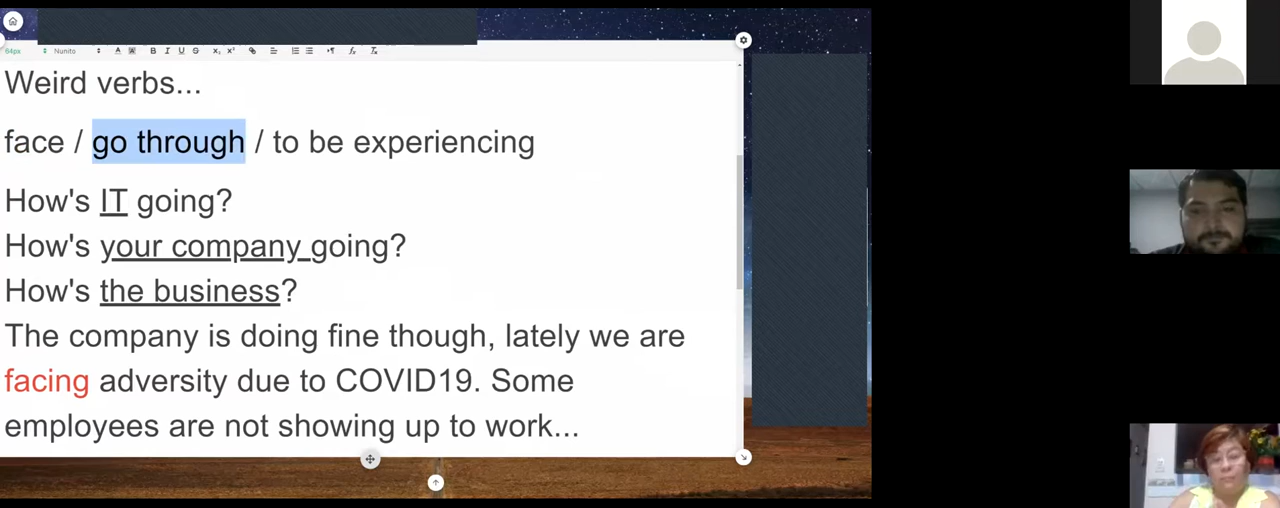 64px Nunito
Weird verbs...
face / go through / to be experiencing
How's IT going?
How's your company going?
How's the business?
The company is doing fine though, lately we are
facing adversity due to COVID19. Some
employees are not showing up to work...